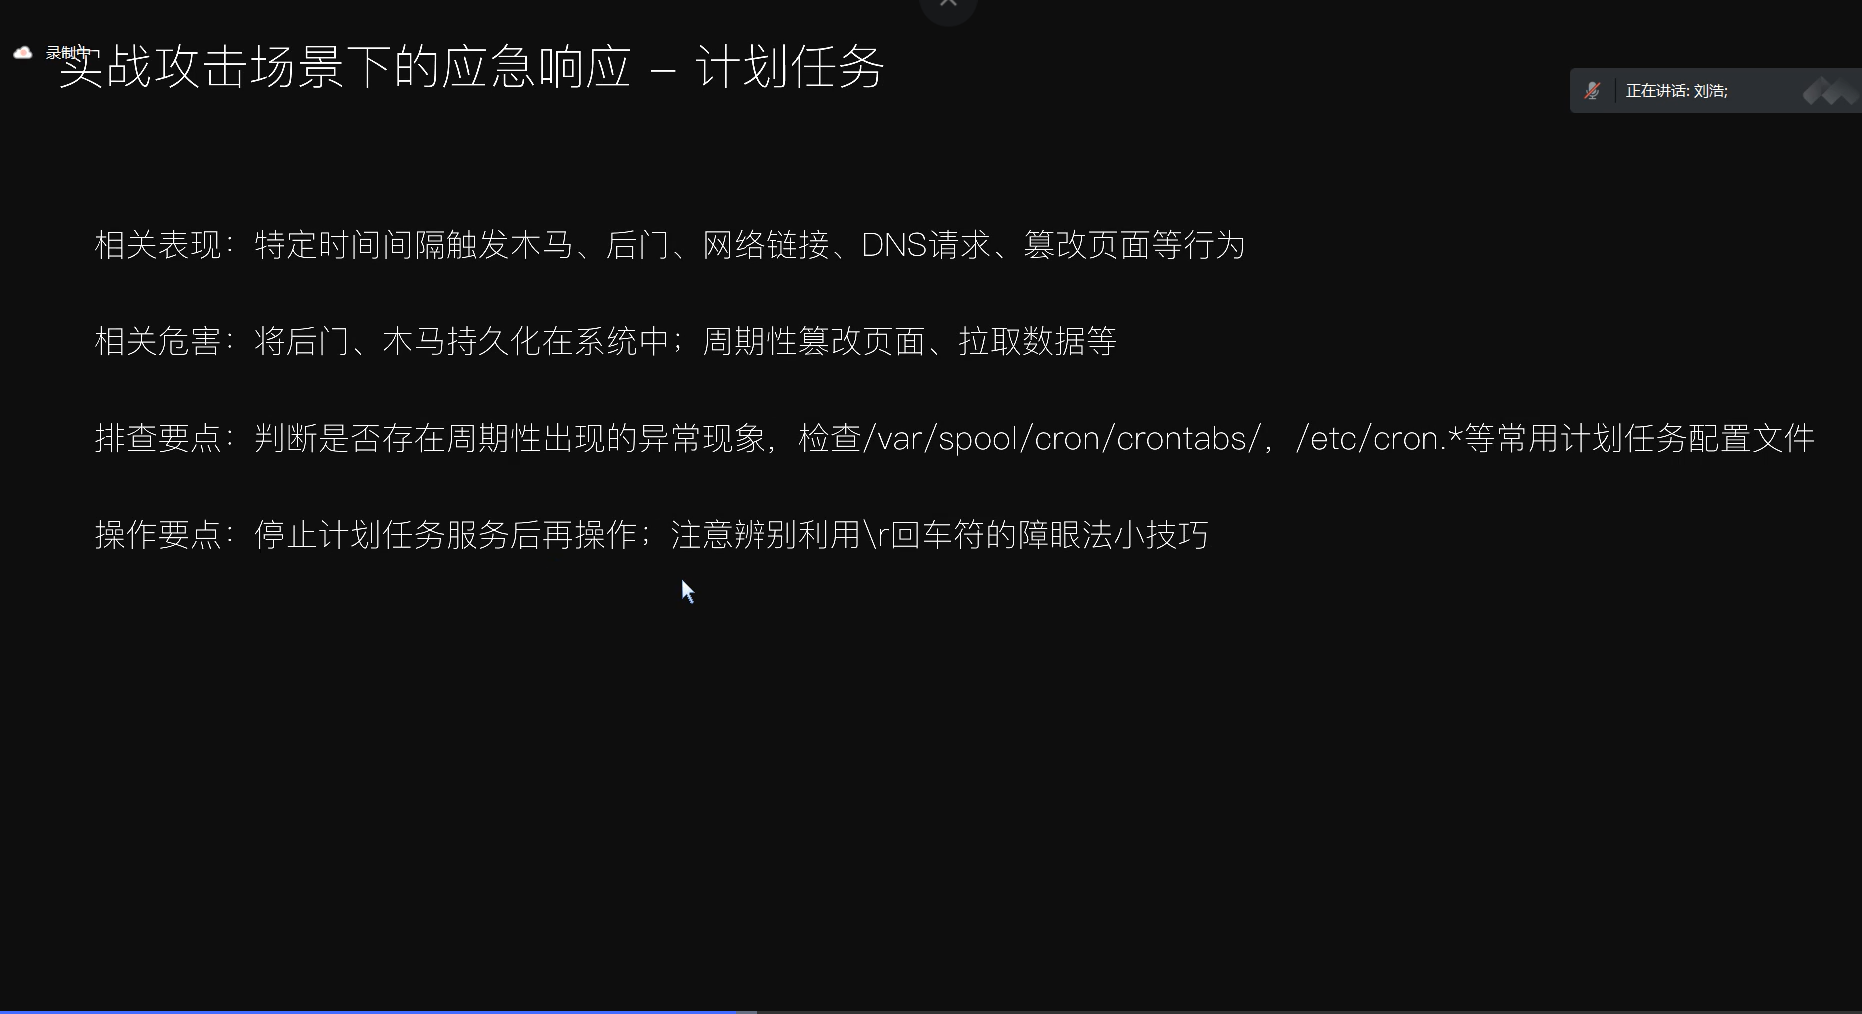 录制中
实战攻击场景下的应急响应 – 计划任务
正在讲话: 刘浩;
相关表现：特定时间间隔触发木马、后门、网络链接、DNS请求、篡改页面等行为
相关危害：将后门、木马持久化在系统中；周期性篡改页面、拉取数据等
排查要点：判断是否存在周期性出现的异常现象，检查/var/spool/cron/crontabs/，/etc/cron.*等常用计划任务配置文件
操作要点：停止计划任务服务后再操作；注意辨别利用\r回车符的障眼法小技巧